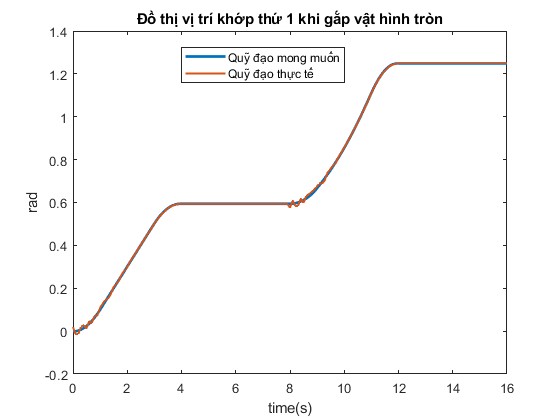 Đồ thị vị trí khớp thứ 1 khi gắp vật hình tròn
Quỹ đạo mong muốn
Quỹ đạo thực tế
1.4
1.2
1
0.8
0.6
0.4
0.2
0
-0.2
rad
0 2 4 6 8 10 12 14 16
time(s)